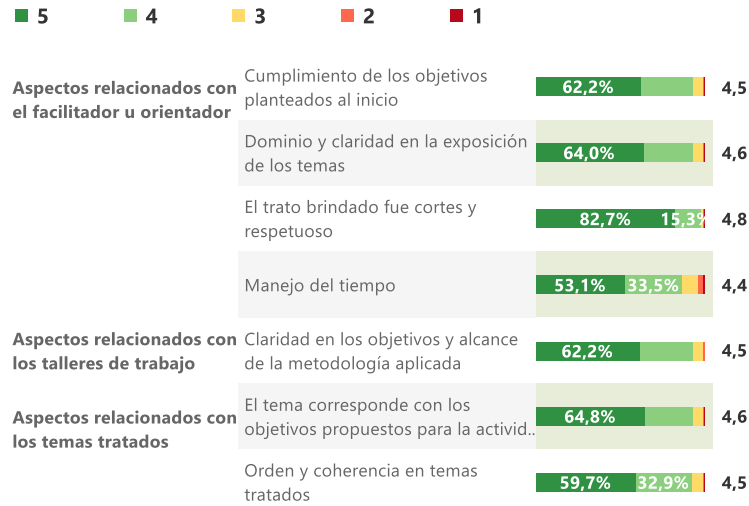 5 4 3 2 1
Aspectos relacionados con
el facilitador u orientador
Cumplimiento de los objetivos
planteados al inicio
62,2%
4,5
Dominio y claridad en la exposición
de los temas
64,0%
4,6
El trato brindado fue cortes y
respetuoso
82,7% 15,3%
4,8
Manejo del tiempo
53,1% 33,5%
4,4
Aspectos relacionados con
los talleres de trabajo
Claridad en los objetivos y alcance
de la metodología aplicada
62,2%
4,5
Aspectos relacionados con
los temas tratados
El tema corresponde con los
objetivos propuestos para la activid..
64,8%
4,6
Orden y coherencia en temas
tratados
59,7% 32,9%
4,5